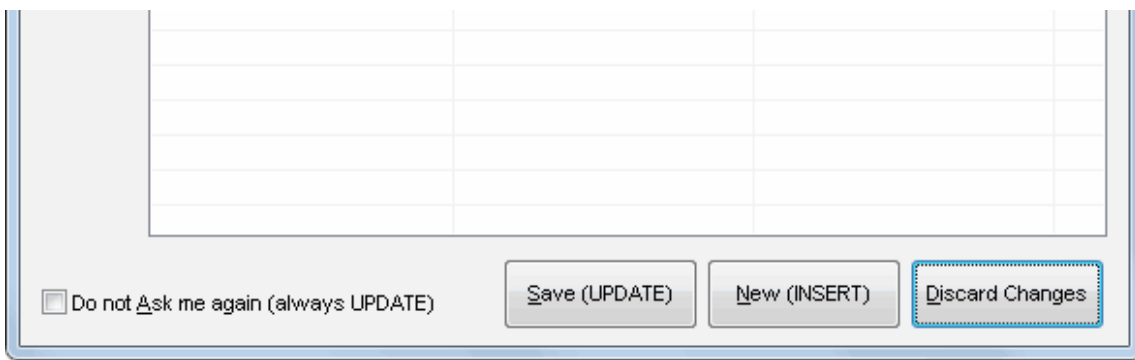 Do not Ask me again (always UPDATE)
Save (UPDATE)
New (INSERT)
Discard Changes